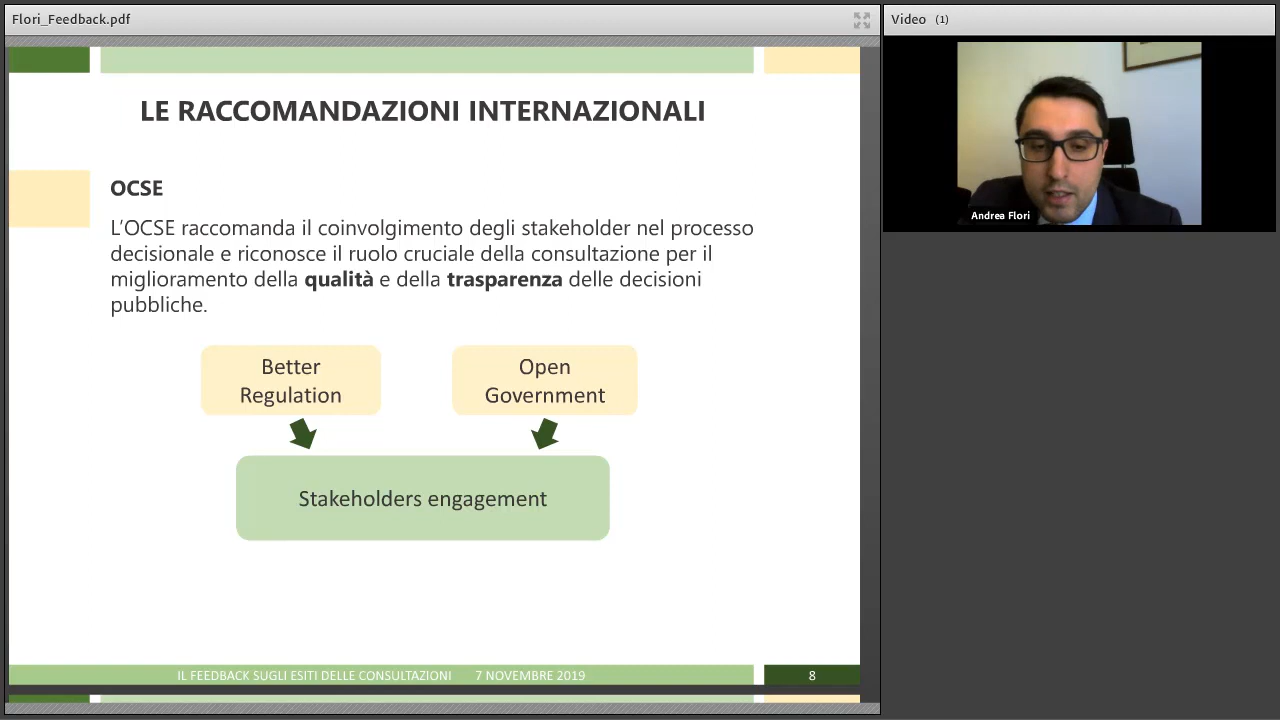 Flori_Feedback.pdf
Video (1)
LE RACCOMANDAZIONI INTERNAZIONALI
OCSE
L’OCSE raccomanda il coinvolgimento degli stakeholder nel processo
decisionale e riconosce il ruolo cruciale della consultazione per il
miglioramento della qualità e della trasparenza delle decisioni
pubbliche.
Better
Regulation
Open
Government
Stakeholders engagement
IL FEEDBACK SUGLI ESITI DELLE CONSULTAZIONI 7 NOVEMBRE 2019
8
Andrea Flori